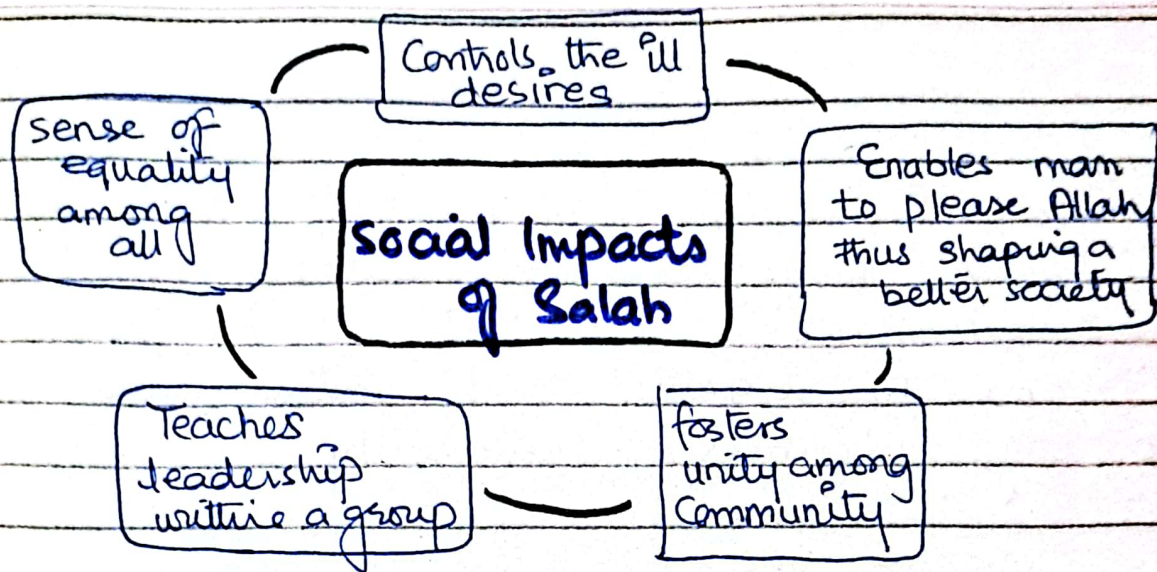 Controls the ill
desires
sense of
equality
among
all
Enables man
to please Allah
thus shaping a
better society
Social Impacts
of Salah
Teaches
leadership
writtie a group
fosters
unity among
Community